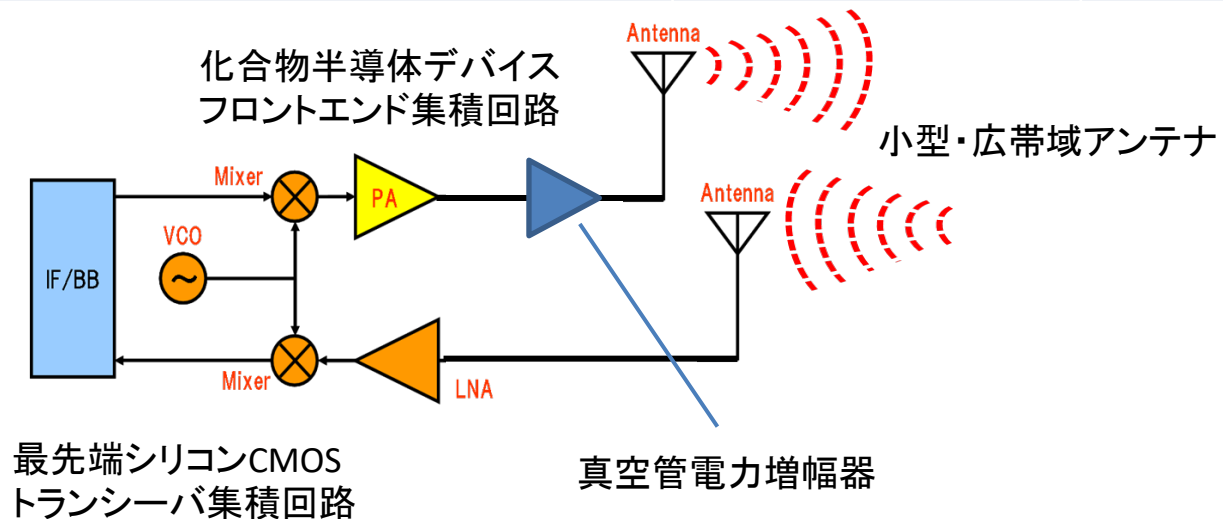 Antenna
化合物半導体デバイス
フロントエンド集積回路
小型・広帯域アンテナ
Mixer
PA
Antenna
VCO
IF/BB
~
Mixer
LNA
最先端シリコンCMOS
トランシーバ集積回路
真空管電力増幅器